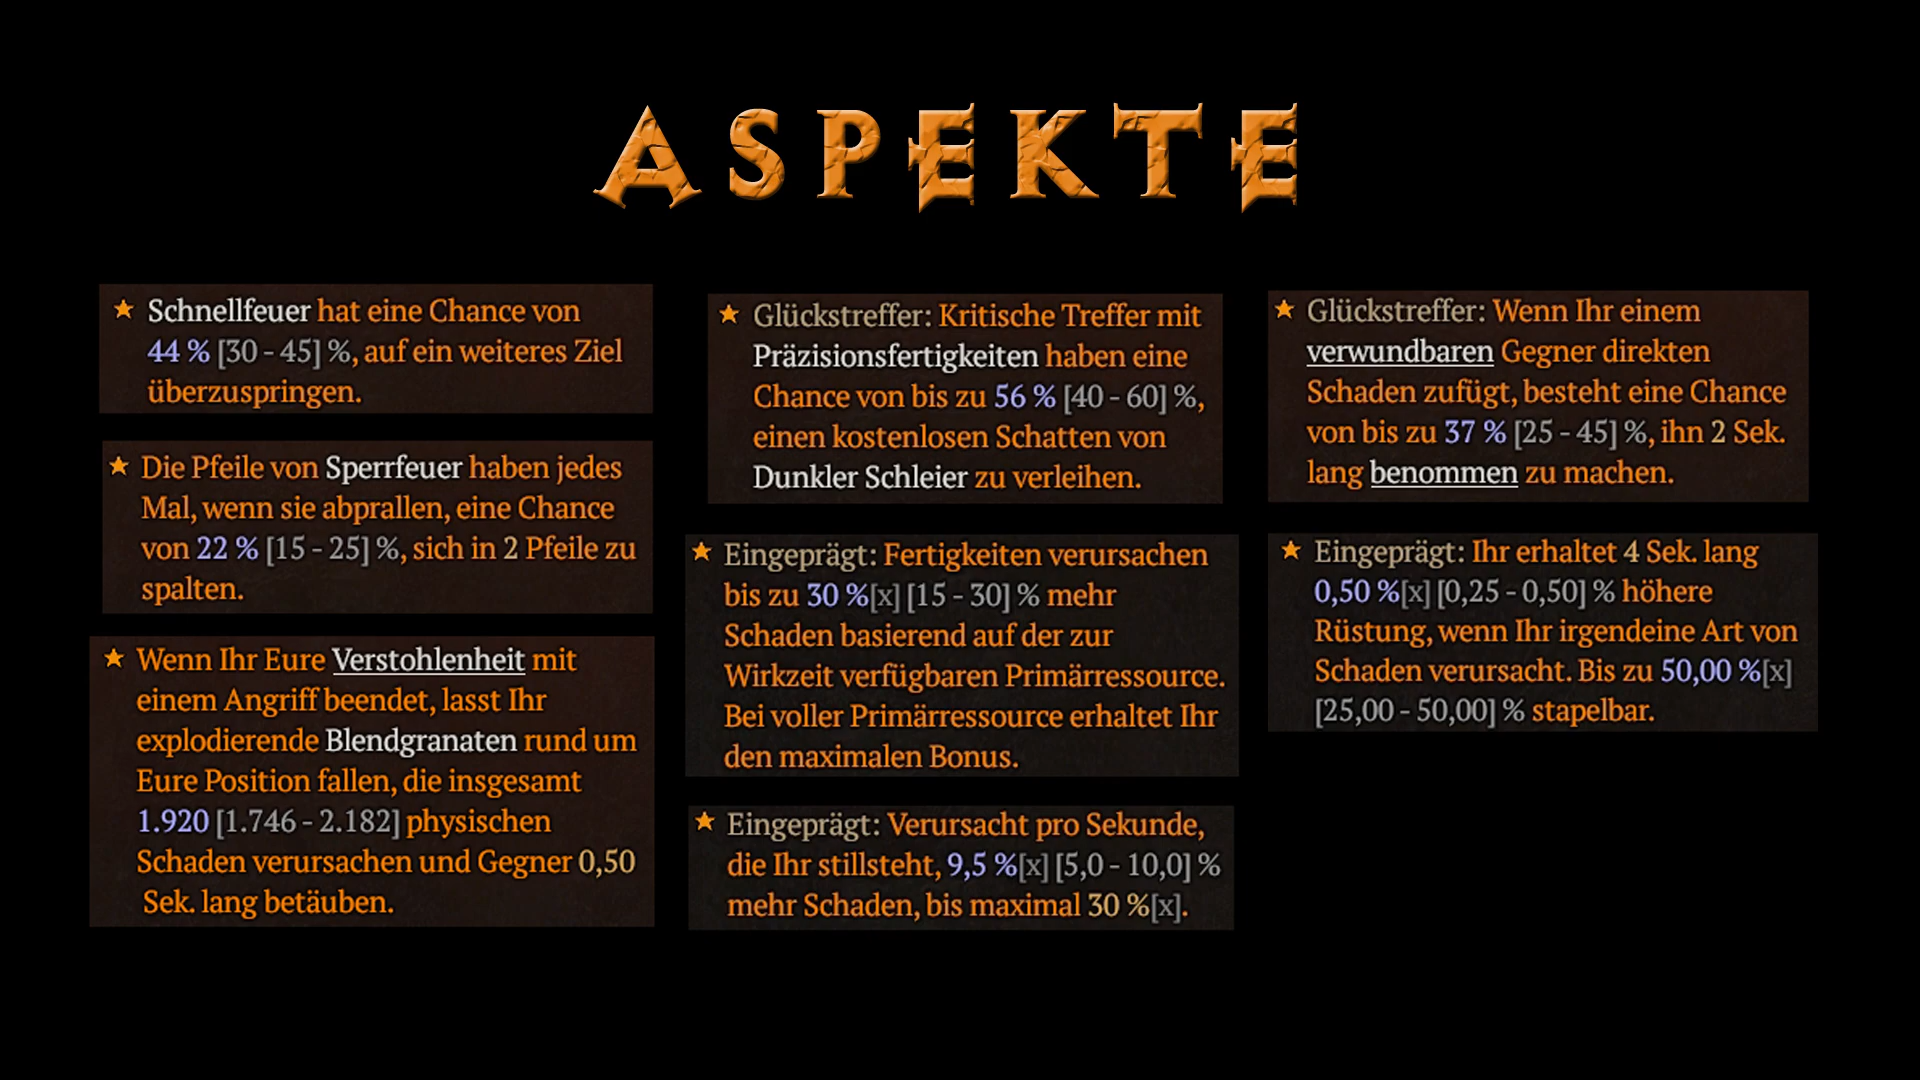 ASPEKTE
Schnellfeuer hat eine Chance von
44 % [30 - 45] %, auf ein weiteres Ziel
überzuspringen.
Die Pfeile von Sperrfeuer haben jedes
Mal, wenn sie abprallen, eine Chance
von 22 % [15 - 25] %, sich in 2 Pfeile zu
spalten.
Wenn Ihr Eure Verstohlenheit mit
einem Angriff beendet, lasst Ihr
explodierende Blendgranaten rund um
Eure Position fallen, die insgesamt
1.920 [1.746 - 2.182] physischen
Schaden verursachen und Gegner 0,50
Sek. lang betäuben.
Glückstreffer: Kritische Treffer mit
Präzisionsfertigkeiten haben eine
Chance von bis zu 56 % [40 - 60] %,
einen kostenlosen Schatten von
Dunkler Schleier zu verleihen.
Eingeprägt: Fertigkeiten verursachen
bis zu 30 %[x] [15 - 30] % mehr
Schaden basierend auf der zur
Wirkzeit verfügbaren Primärressource.
Bei voller Primärressource erhaltet Ihr
den maximalen Bonus.
Eingeprägt: Verursacht pro Sekunde,
die Ihr stillsteht, 9,5 %[x] [5,0 - 10,0] %
mehr Schaden, bis maximal 30 %[x].
Glückstreffer: Wenn Ihr einem
verwundbaren Gegner direkten
Schaden zufügt, besteht eine Chance
von bis zu 37 % [25 - 45] %, ihn 2 Sek.
lang benommen zu machen.
Eingeprägt: Ihr erhaltet 4 Sek. lang
0,50 %[x] [0,25 - 0,50] % höhere
Rüstung, wenn Ihr irgendeine Art von
Schaden verursacht. Bis zu 50,00 %[x]
[25,00 - 50,00] % stapelbar.